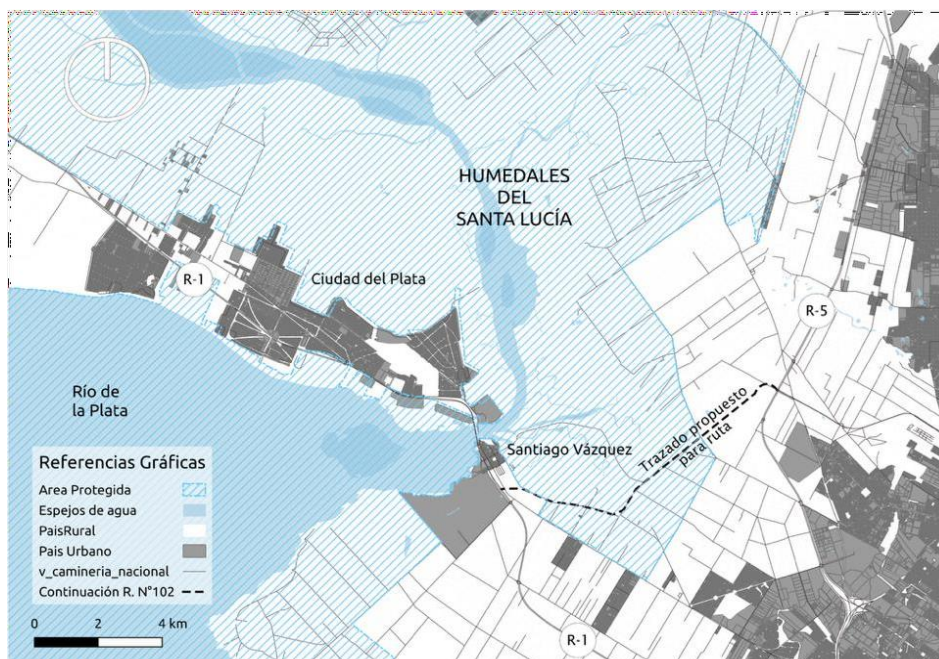 HUMEDALES
DEL
SANTA LUCÍA
R-1
Ciudad del Plata
R-5
Río de
la Plata
Trazado propuesto
para ruta
Santiago Vázquez
Referencias Gráficas
Area Protegida
Espejos de agua
PaisRural
Pais Urbano
v_camineria_nacional
Continuación R. N°102
0 2 4 km
R-1